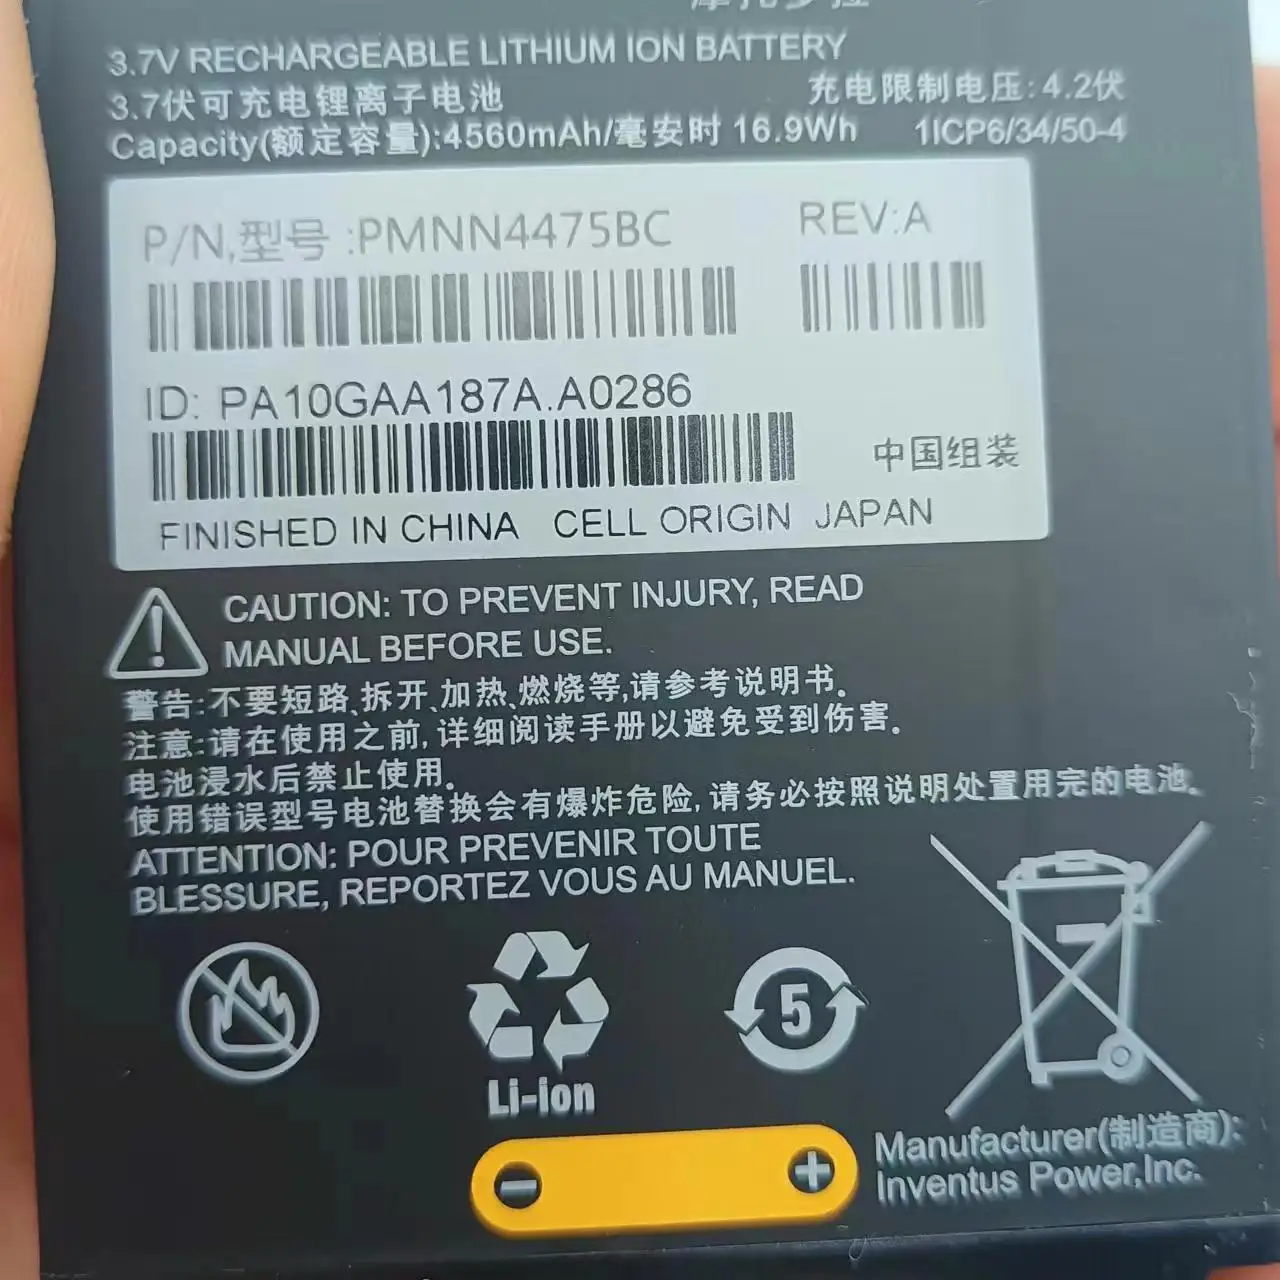 摩托罗拉
3.7V RECHARGEABLE LITHIUM ION BATTERY
3.7伏可充电锂离子电池 充电限制电压:4.2伏
Capacity(额定容量):4560mAh/毫安时 16.9Wh 1ICP6/34/50-4
P/N,型号 :PMNN4475BC REV:A
ID: PA10GAA187A.A0286
中国组装
FINISHED IN CHINA CELL ORIGIN JAPAN
CAUTION: TO PREVENT INJURY, READ
MANUAL BEFORE USE.
警告:不要短路、拆开、加热、燃烧等,请参考说明书。
注意:请在使用之前,详细阅读手册以避免受到伤害。
电池浸水后禁止使用。
使用错误型号电池替换会有爆炸危险,请务必按照说明处置用完的电池。
ATTENTION: POUR PREVENIR TOUTE
BLESSURE, REPORTEZ VOUS AU MANUEL.
5
Li-ion
- +
Manufacturer(制造商):
Inventus Power,Inc.